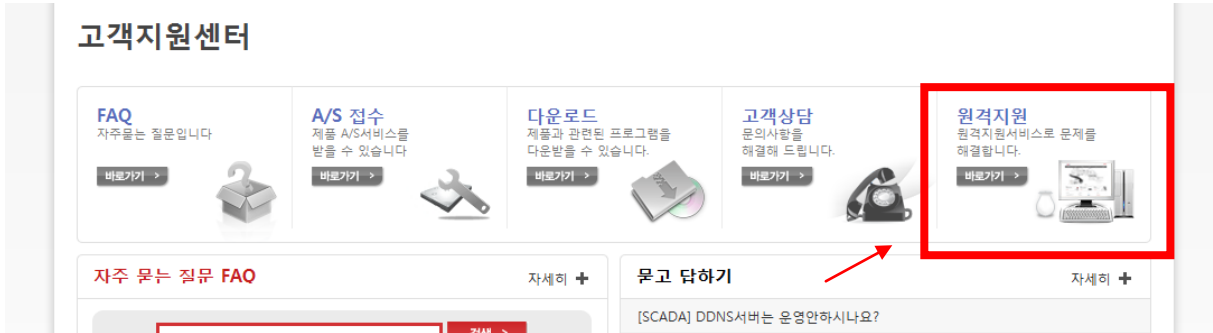 고객지원센터
FAQ
자주묻는 질문입니다
바로가기 >
A/S 접수
제품 A/S서비스를
받을 수 있습니다
바로가기 >
다운로드
제품과 관련된 프로그램을
다운받을 수 있습니다.
바로가기 >
고객상담
문의사항을
해결해 드립니다.
바로가기 >
원격지원
원격지원서비스로 문제를
해결합니다.
바로가기 >
자주 묻는 질문 FAQ
자세히 +
묻고 답하기
자세히 +
[SCADA] DDNS서버는 운영안하시나요?
검색 >